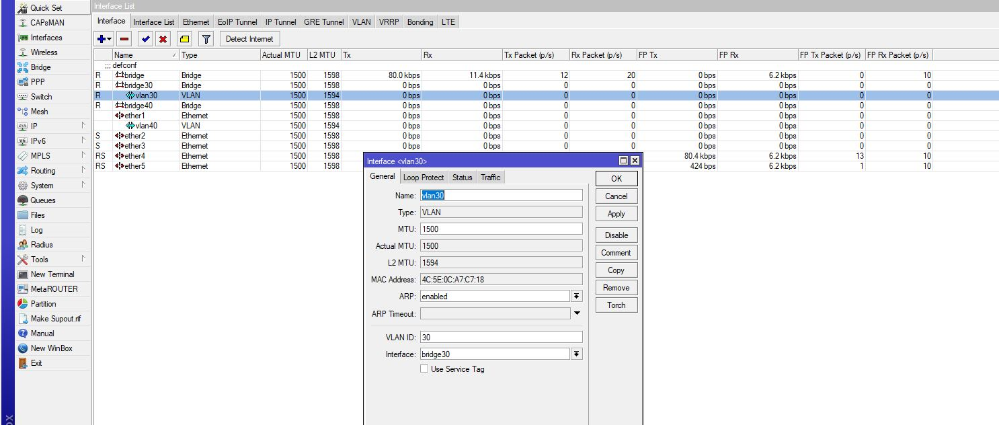 Quick Set
CAPsMAN
Interfaces
Wireless
Bridge
PPP
Switch
Mesh
IP
IPv6
MPLS
Routing
System
Queues
Files
Log
Radius
Tools
New Terminal
MetaROUTER
Partition
Make Supout.rif
Manual
New WinBox
Exit
Interface List
Interface Interface List Ethernet EoIP Tunnel IP Tunnel GRE Tunnel VLAN VRRP Bonding LTE
Detect Internet
Name / Type Actual MTU L2 MTU Tx Rx Tx Packet (p/s) Rx Packet (p/s) FP Tx FP Rx FP Tx Packet (p/s) FP Rx Packet (p/s)
::: defconf
R bridge Bridge 1500 1598 80.0 kbps 11.4 kbps 12 20 0 bps 6.2 kbps 0 10
R bridge30 Bridge 1500 1598 0 bps 0 bps 0 0 0 bps 0 bps 0 0
R vlan30 VLAN 1500 1594 0 bps 0 bps 0 0 0 bps 0 bps 0 0
R bridge40 Bridge 1500 1598 0 bps 0 bps 0 0 0 bps 0 bps 0 0
ether1 Ethernet 1500 1598 0 bps 0 bps 0 0 0 bps 0 bps 0 0
vlan40 VLAN 1500 1594 0 bps 0 bps 0 0 0 bps 0 bps 0 0
S ether2 Ethernet 1500 1598 0 bps 0 bps 0 0 0 bps 0 bps 0 0
S ether3 Ethernet 1500 1598 0 bps 0 bps 0 0 0 bps 0 bps 0 0
RS ether4 Ethernet 1500 1598 80.4 kbps 6.2 kbps 13 10
RS ether5 Ethernet 1500 1598 424 bps 6.2 kbps 1 10
Interface <vlan30>
General Loop Protect Status Traffic
Name: vlan30
Type: VLAN
MTU: 1500
Actual MTU: 1500
L2 MTU: 1594
MAC Address: 4C:5E:0C:A7:C7:18
ARP: enabled
ARP Timeout:
VLAN ID: 30
Interface: bridge30
Use Service Tag
OK
Cancel
Apply
Disable
Comment
Copy
Remove
Torch